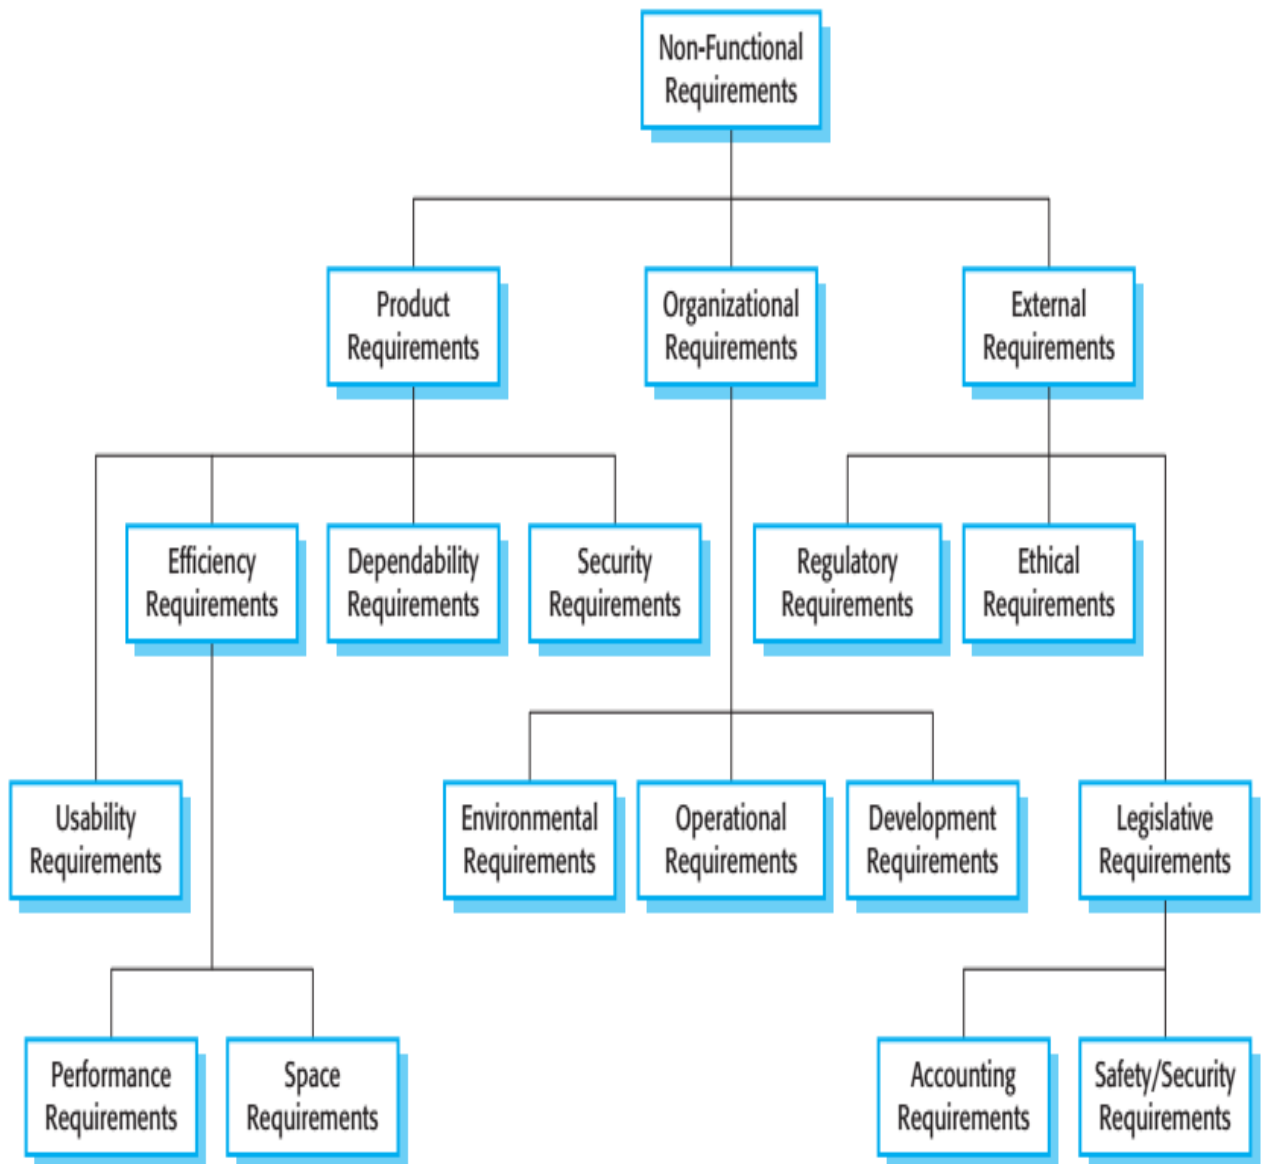 Non-Functional
Requirements
Product
Requirements
Organizational
Requirements
External
Requirements
Efficiency
Requirements
Dependability
Requirements
Security
Requirements
Regulatory
Requirements
Ethical
Requirements
Usability
Requirements
Environmental
Requirements
Operational
Requirements
Development
Requirements
Legislative
Requirements
Performance
Requirements
Space
Requirements
Accounting
Requirements
Safety/Security
Requirements